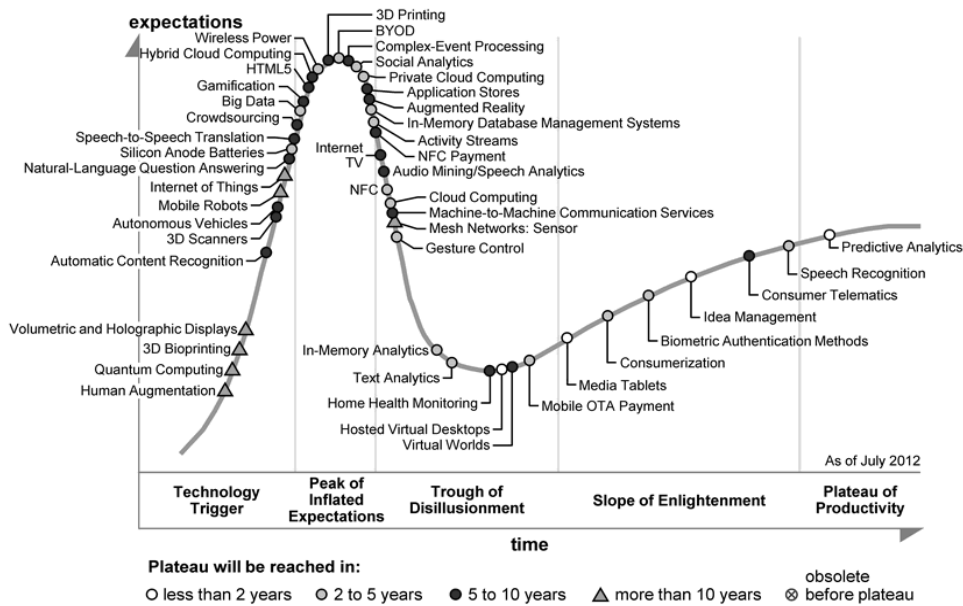 expectations
3D Printing
BYOD
Complex-Event Processing
Social Analytics
Private Cloud Computing
Application Stores
Augmented Reality
In-Memory Database Management Systems
Activity Streams
NFC Payment
Audio Mining/Speech Analytics
Cloud Computing
Machine-to-Machine Communication Services
Mesh Networks: Sensor
Gesture Control
Wireless Power
Hybrid Cloud Computing
HTML5
Gamification
Big Data
Crowdsourcing
Speech-to-Speech Translation
Silicon Anode Batteries
Natural-Language Question Answering
Internet of Things
Mobile Robots
Autonomous Vehicles
3D Scanners
Automatic Content Recognition
Volumetric and Holographic Displays
3D Bioprinting
Quantum Computing
Human Augmentation
Internet
TV
NFC
In-Memory Analytics
Text Analytics
Home Health Monitoring
Hosted Virtual Desktops
Virtual Worlds
Mobile OTA Payment
Media Tablets
Consumerization
Biometric Authentication Methods
Idea Management
Consumer Telematics
Speech Recognition
Predictive Analytics
As of July 2012
Technology
Trigger
Peak of
Inflated
Expectations
Trough of
Disillusionment
Slope of Enlightenment
Plateau of
Productivity
time
Plateau will be reached in:
less than 2 years
2 to 5 years
5 to 10 years
more than 10 years
obsolete
before plateau